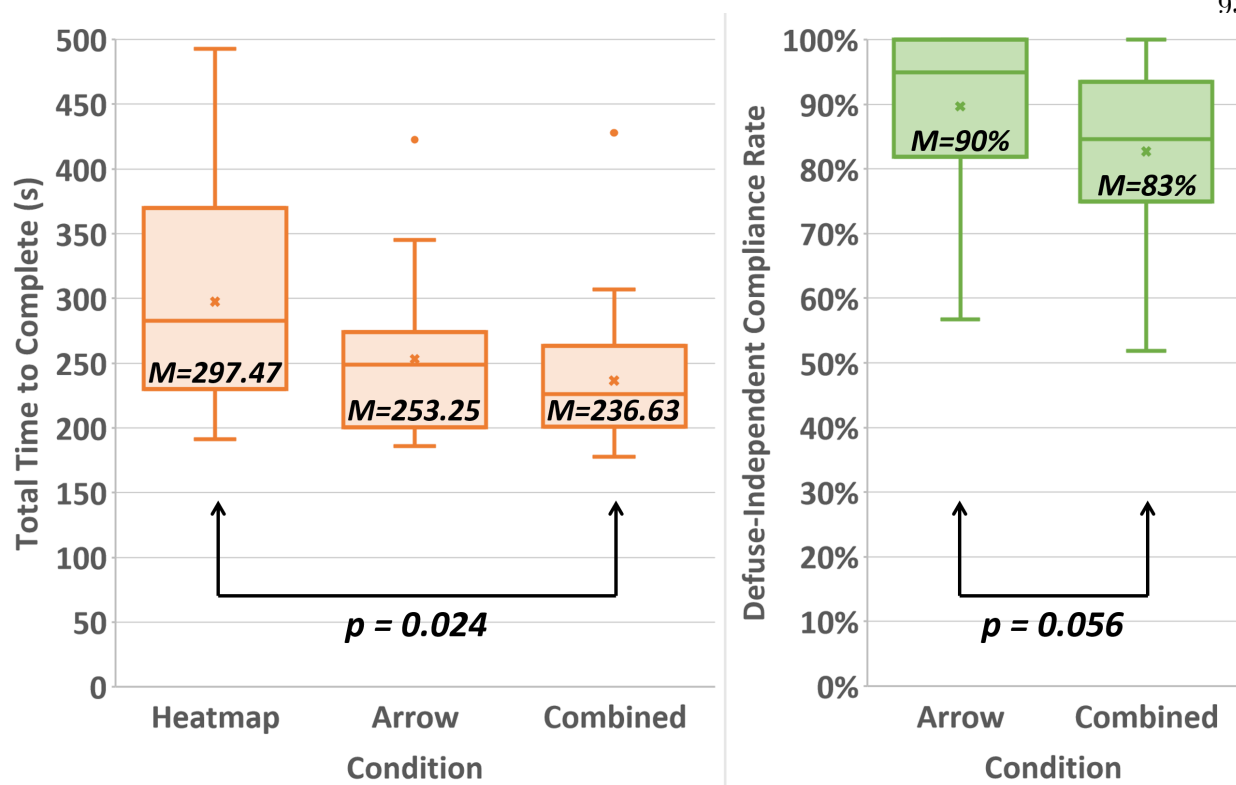 500
450
400
350
300
250
200
150
100
50
0
Total Time to Complete (s)
M=297.47
M=253.25
M=236.63
p = 0.024
Heatmap
Arrow
Combined
Condition
100%
90%
80%
70%
60%
50%
40%
30%
20%
10%
0%
Defuse-Independent Compliance Rate
M=90%
M=83%
p = 0.056
Arrow
Combined
Condition